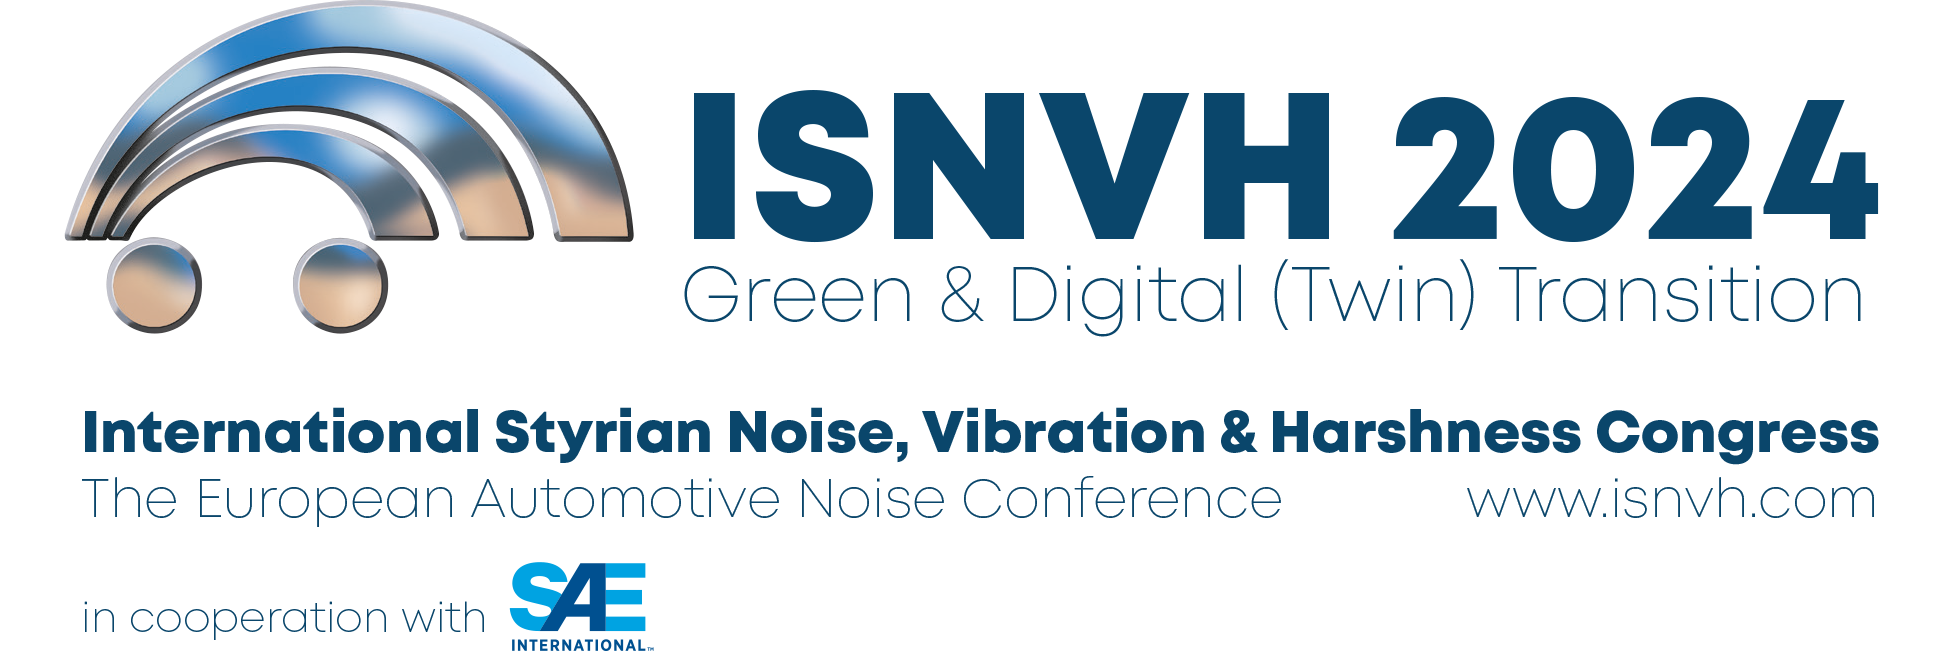 ISNVH 2024
Green & Digital (Twin) Transition
International Styrian Noise, Vibration & Harshness Congress
The European Automotive Noise Conference www.isnvh.com
in cooperation with SAE
INTERNATIONAL™